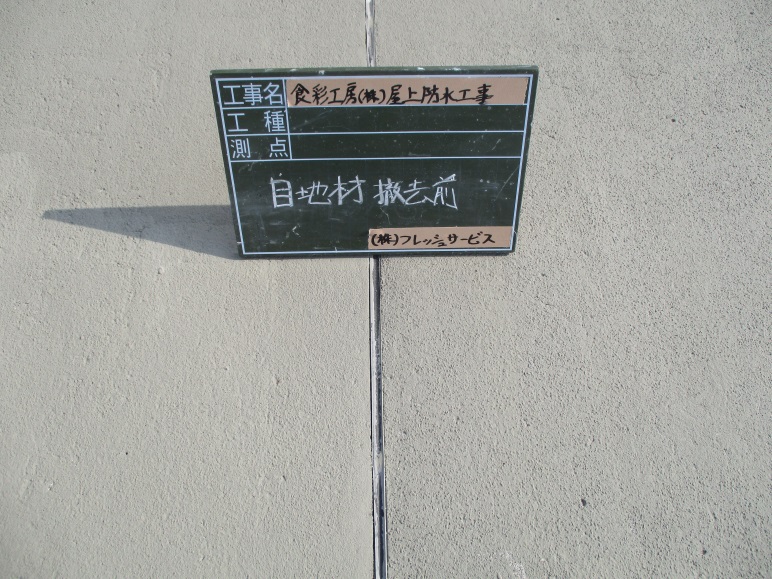 工事名 食彩工房(株)屋上防水工事
工種
測点
目地材撤去前
(株)フレッシュサービス